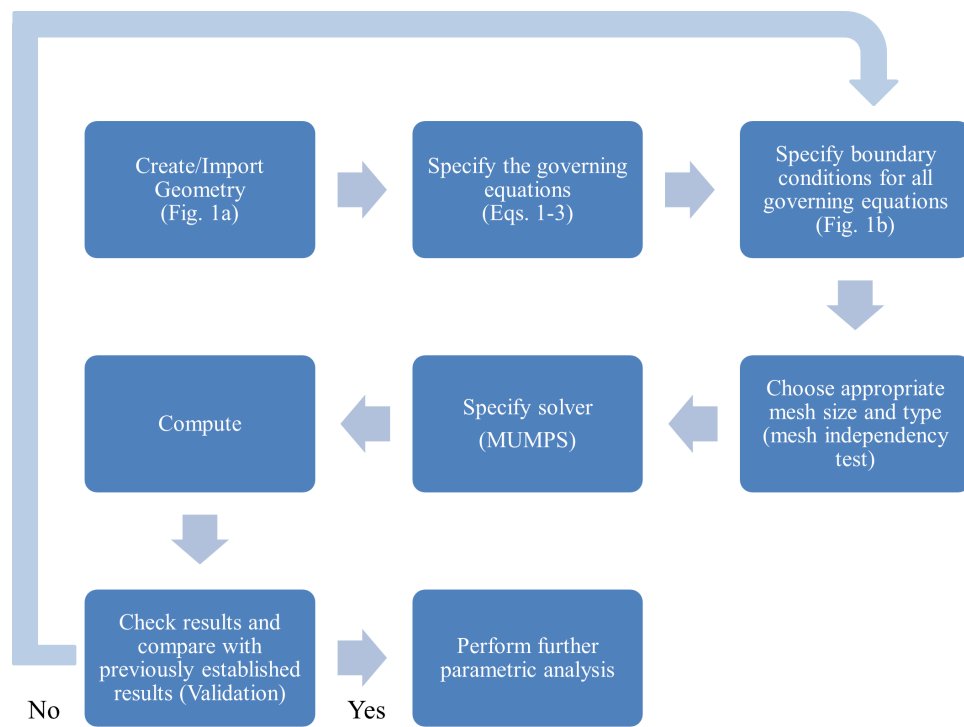 Create/Import
Geometry
(Fig. 1a)
Specify the governing
equations
(Eqs. 1-3)
Specify boundary
conditions for all
governing equations
(Fig. 1b)
Choose appropriate
mesh size and type
(mesh independency
test)
Specify solver
(MUMPS)
Compute
Check results and
compare with
previously established
results (Validation)
No
Yes
Perform further
parametric analysis